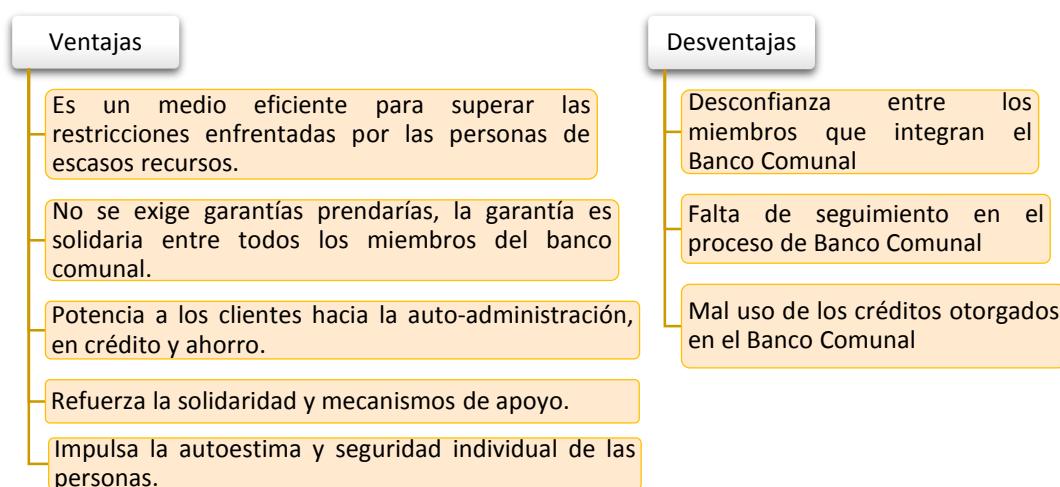 Ventajas
Es un medio eficiente para superar las
restricciones enfrentadas por las personas de
escasos recursos.
No se exige garantías prendarías, la garantía es
solidaria entre todos los miembros del banco
comunal.
Potencia a los clientes hacia la auto-administración,
en crédito y ahorro.
Refuerza la solidaridad y mecanismos de apoyo.
Impulsa la autoestima y seguridad individual de las
personas.
Desventajas
Desconfianza entre los
miembros que integran el
Banco Comunal
Falta de seguimiento en el
proceso de Banco Comunal
Mal uso de los créditos otorgados
en el Banco Comunal